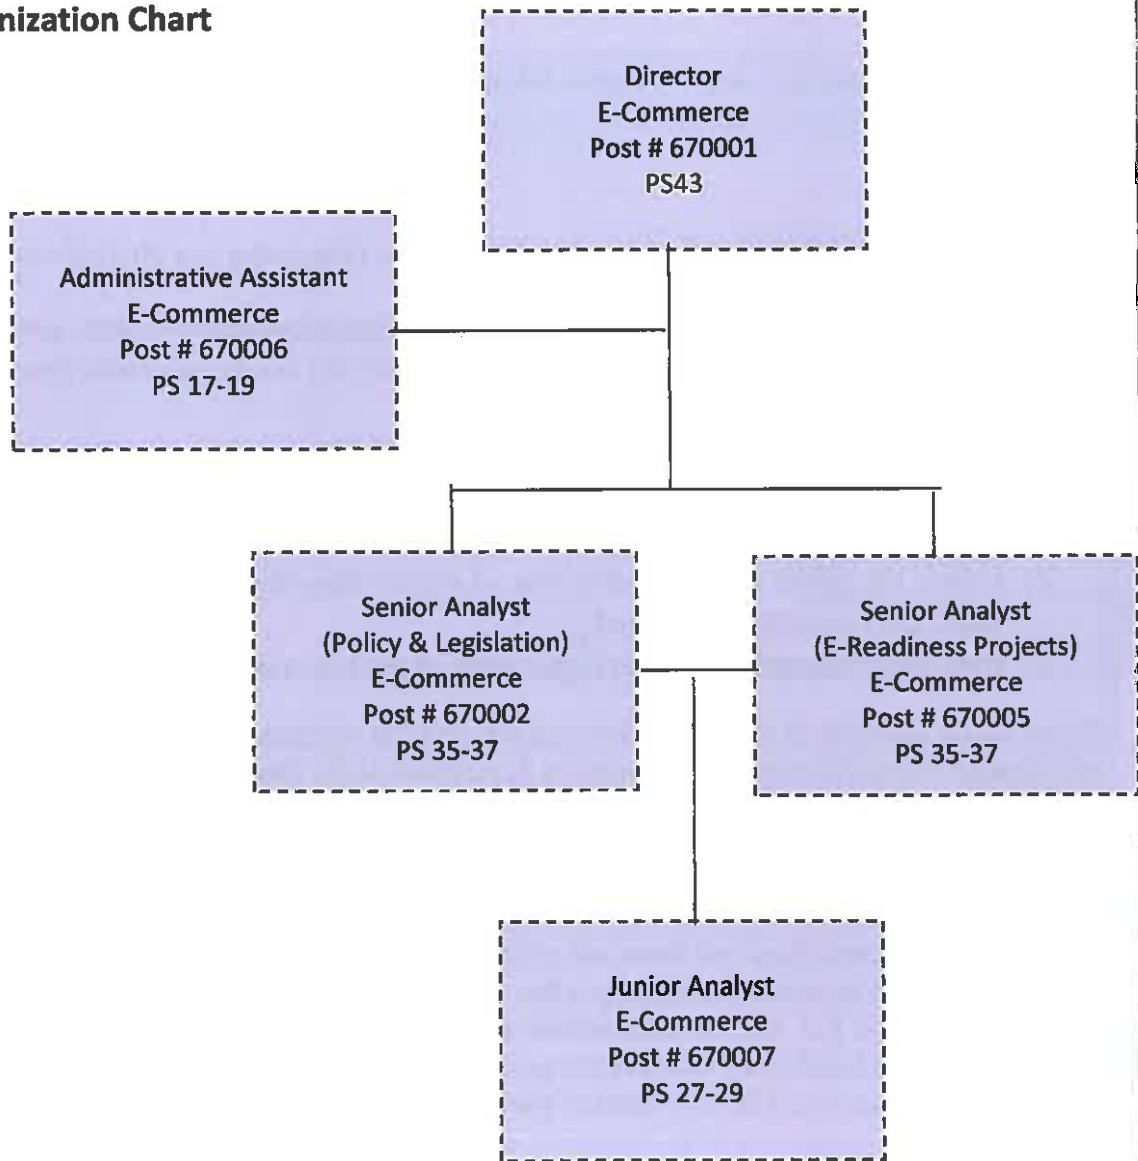 nization Chart
Director
E-Commerce
Post # 670001
PS43
Administrative Assistant
E-Commerce
Post # 670006
PS 17-19
Senior Analyst
(Policy & Legislation)
E-Commerce
Post # 670002
PS 35-37
Senior Analyst
(E-Readiness Projects)
E-Commerce
Post # 670005
PS 35-37
Junior Analyst
E-Commerce
Post # 670007
PS 27-29